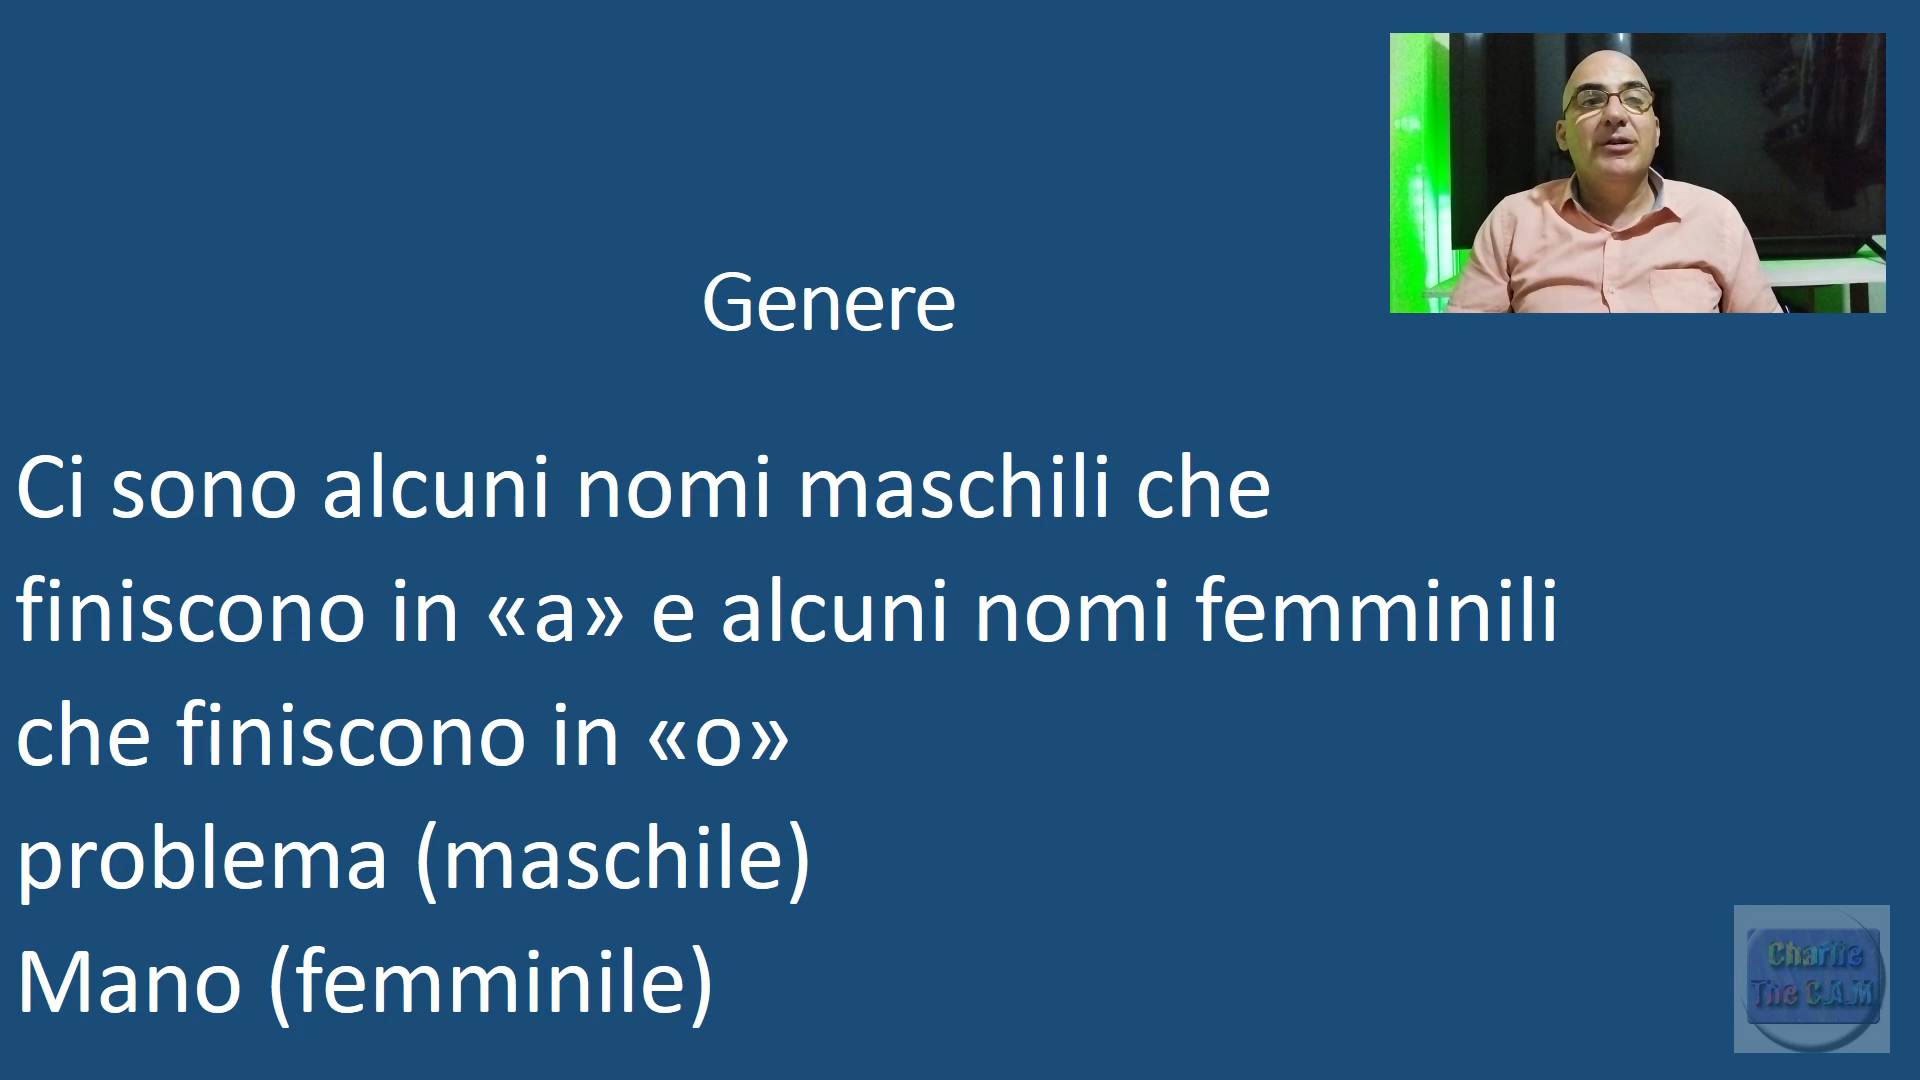 Genere
Ci sono alcuni nomi maschili che
finiscono in «a» e alcuni nomi femminili
che finiscono in «o»
problema (maschile)
Mano (femminile)
Charlie
The C.A.M